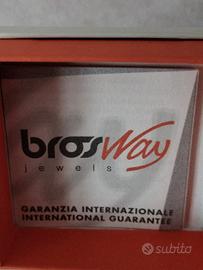 brosway
jewels
GARANZIA INTERNAZIONALE
INTERNATIONAL GUARANTEE
subito